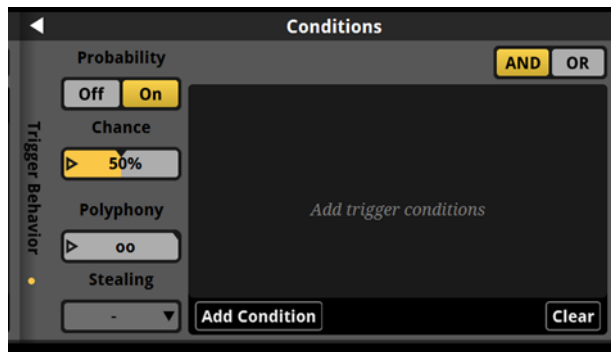 Conditions
Trigger Behavior
Probability
Off On
Chance
50%
Polyphony
oo
Stealing
-
AND OR
Add trigger conditions
Add Condition
Clear